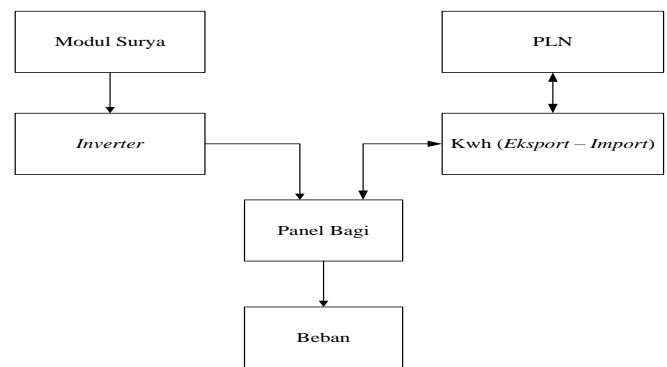 Modul Surya
PLN
Inverter
Kwh (Eksport – Import)
Panel Bagi
Beban